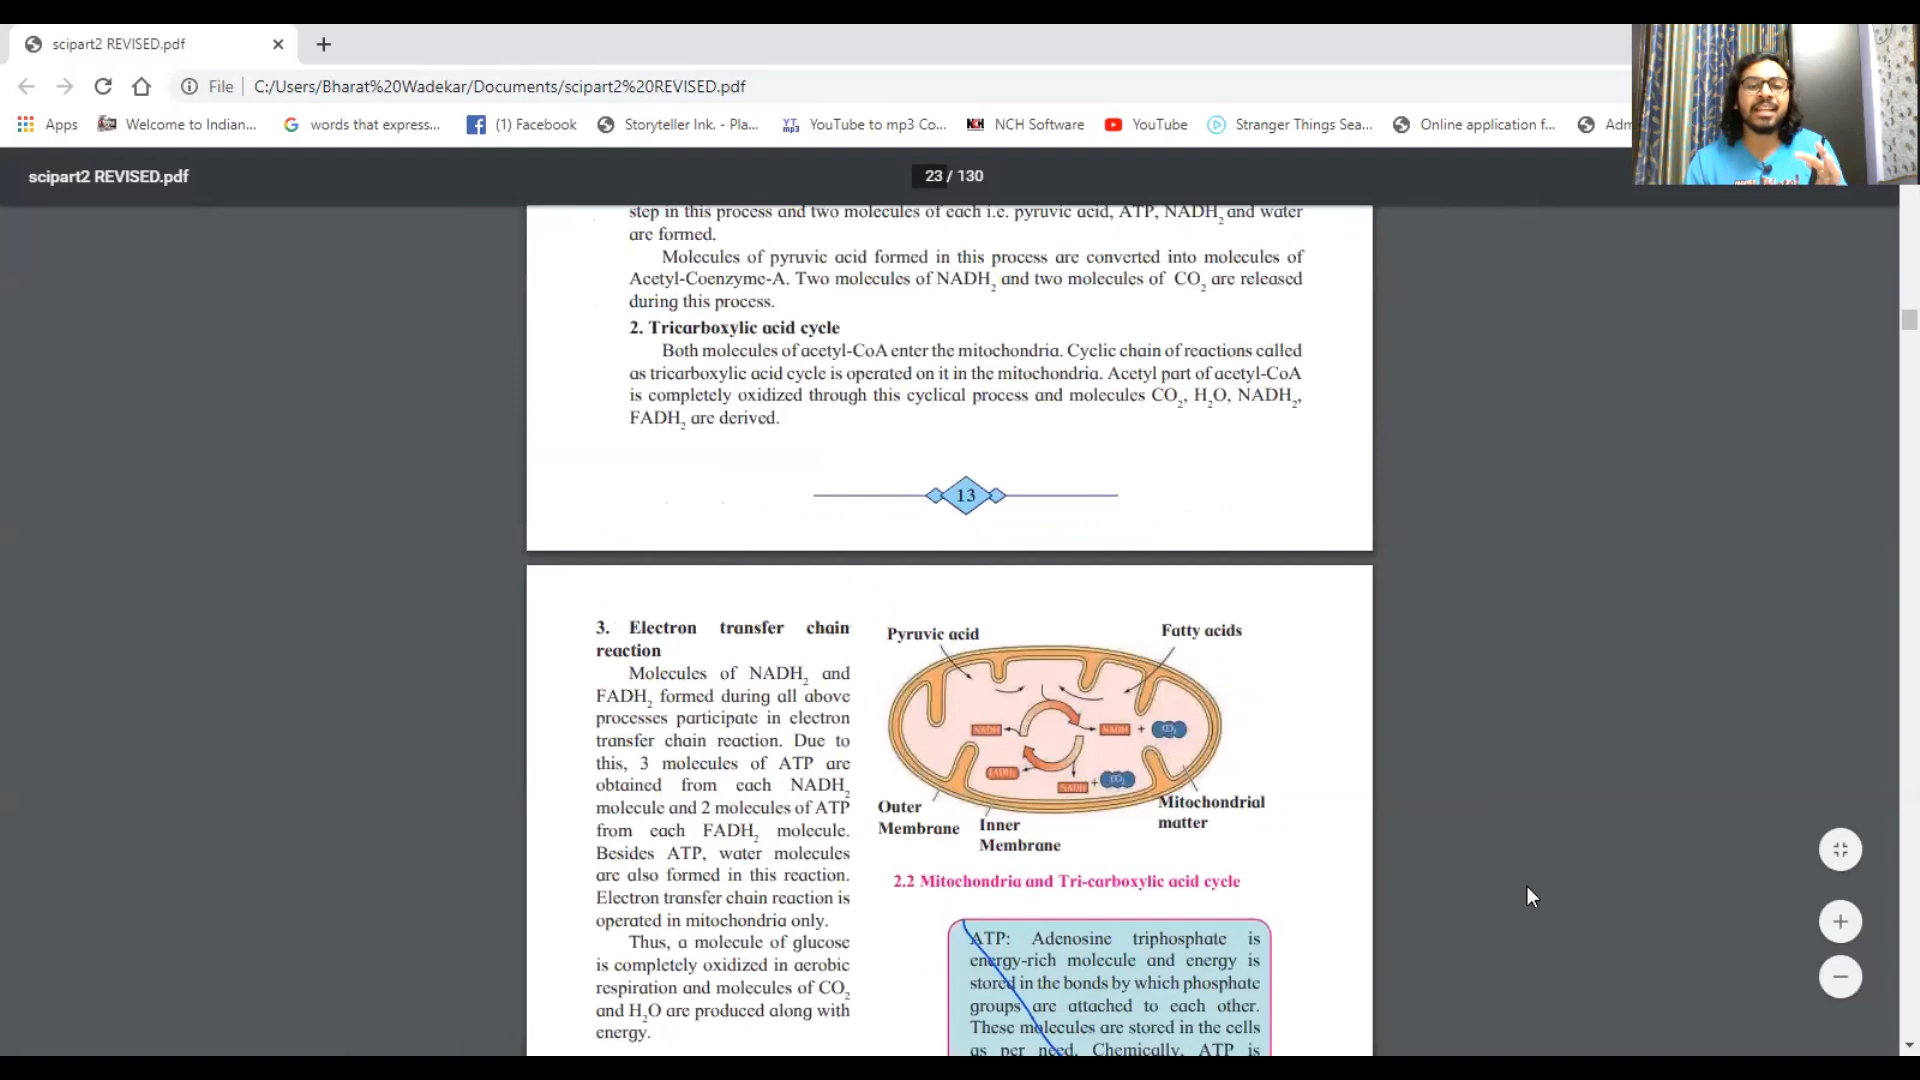 scipart2 REVISED.pdf
File C:/Users/Bharat%20Wadekar/Documents/scipart2%20REVISED.pdf
Apps Welcome to Indian... words that express... (1) Facebook Storyteller Ink. - Pla... YT mp3 YouTube to mp3 Co... NCH NCH Software YouTube Stranger Things Sea... Online application f... Adm
scipart2 REVISED.pdf 23 / 130
step in this process and two molecules of each i.e. pyruvic acid, ATP, NADH₂ and water
are formed.
Molecules of pyruvic acid formed in this process are converted into molecules of
Acetyl-Coenzyme-A. Two molecules of NADH₂ and two molecules of CO₂ are released
during this process.
2. Tricarboxylic acid cycle
Both molecules of acetyl-CoA enter the mitochondria. Cyclic chain of reactions called
as tricarboxylic acid cycle is operated on it in the mitochondria. Acetyl part of acetyl-CoA
is completely oxidized through this cyclical process and molecules CO₂, H₂O, NADH₂,
FADH₂ are derived.
13
3. Electron transfer chain
reaction
Molecules of NADH₂ and
FADH₂ formed during all above
processes participate in electron
transfer chain reaction. Due to
this, 3 molecules of ATP are
obtained from each NADH₂
molecule and 2 molecules of ATP
from each FADH₂ molecule.
Besides ATP, water molecules
are also formed in this reaction.
Electron transfer chain reaction is
operated in mitochondria only.
Thus, a molecule of glucose
is completely oxidized in aerobic
respiration and molecules of CO₂
and H₂O are produced along with
energy.
Pyruvic acid
Fatty acids
NADH
NADH + CO₂
FADH₂
NADH + CO₂
Outer
Membrane
Inner
Membrane
Mitochondrial
matter
2.2 Mitochondria and Tri-carboxylic acid cycle
ATP: Adenosine triphosphate is
energy-rich molecule and energy is
stored in the bonds by which phosphate
groups are attached to each other.
These molecules are stored in the cells
as per need. Chemically, ATP is